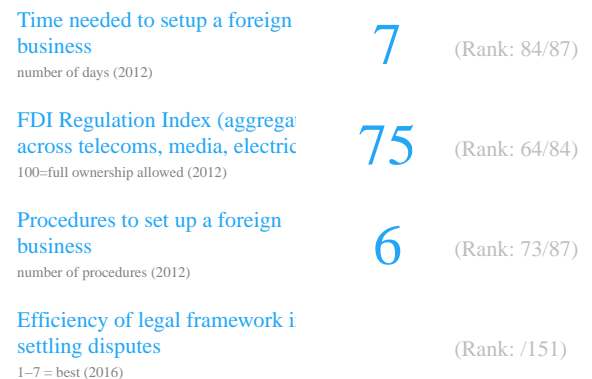 Time needed to setup a foreign
business
number of days (2012)
7
(Rank: 84/87)
FDI Regulation Index
across telecoms, media,
100=full ownership allowed (2012)
75
(Rank: 64/84)
Procedures to set up a foreign
business
number of procedures (2012)
6
(Rank: 73/87)
Efficiency of legal framework
settling disputes
1–7 = best (2016)
(Rank: /151)